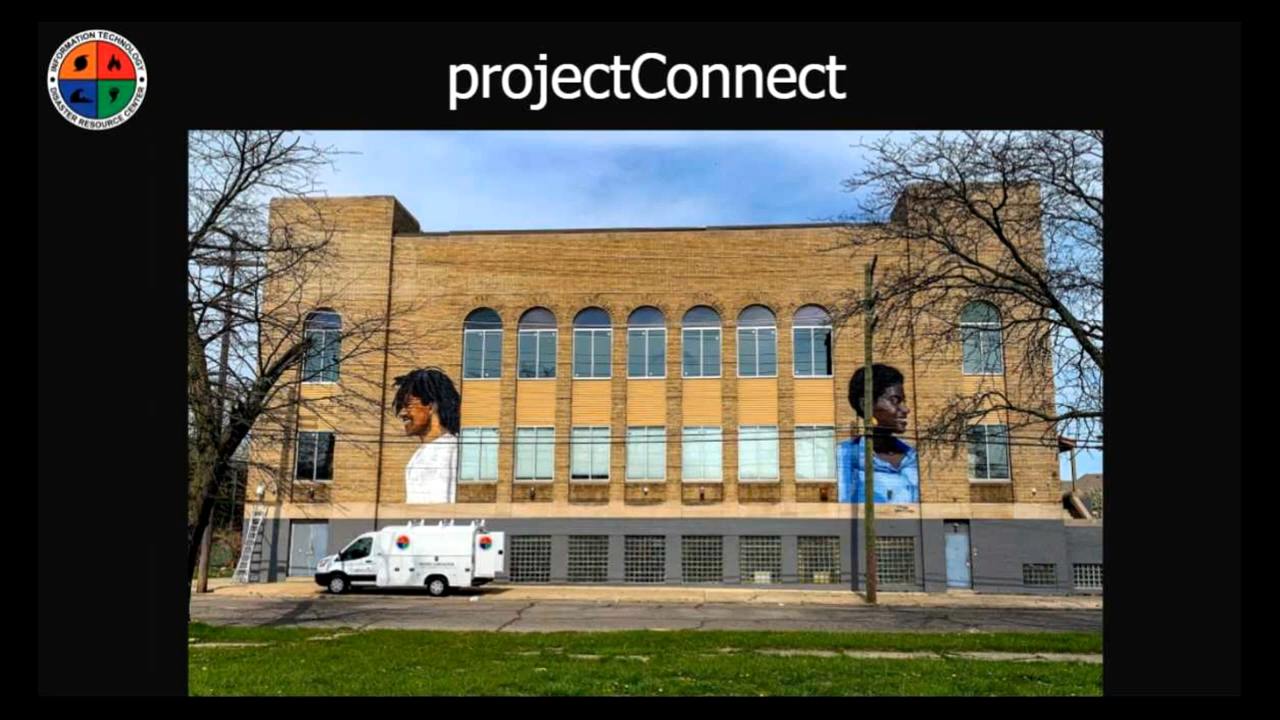 INFORMATION TECHNOLOGY
DISASTER RESOURCE CENTER
projectConnect